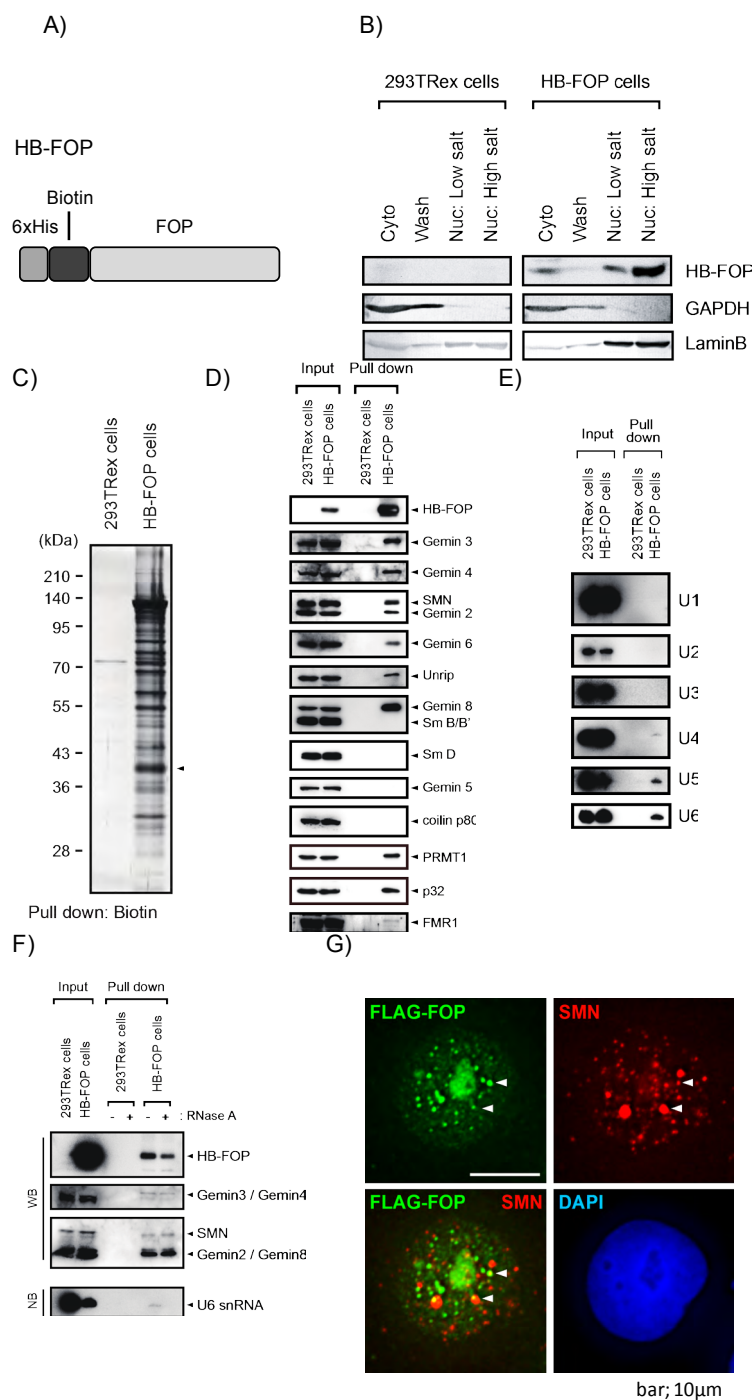 A)
HB-FOP
Biotin
6xHis
FOP
B)
293TRex cells
HB-FOP cells
Cyto
Wash
Nuc: Low salt
Nuc: High salt
Cyto
Wash
Nuc: Low salt
Nuc: High salt
HB-FOP
GAPDH
LaminB
C)
293TRex cells
HB-FOP cells
(kDa)
210
140
95
70
55
43
36
28
Pull down: Biotin
D)
Input
Pull down
293TRex cells
HB-FOP cells
293TRex cells
HB-FOP cells
HB-FOP
Gemin 3
Gemin 4
SMN
Gemin 2
Gemin 6
Unrip
Gemin 8
Sm B/B'
Sm D
Gemin 5
coilin p80
PRMT1
p32
FMR1
E)
Input
Pull
down
293TRex cells
HB-FOP cells
293TRex cells
HB-FOP cells
U1
U2
U3
U4
U5
U6
F)
Input
Pull down
293TRex cells
HB-FOP cells
293TRex cells
HB-FOP cells
- + - + : RNase A
WB
HB-FOP
Gemin3 / Gemin4
SMN
Gemin2 / Gemin8
NB
U6 snRNA
G)
FLAG-FOP
SMN
FLAG-FOP SMN
DAPI
bar; 10μm